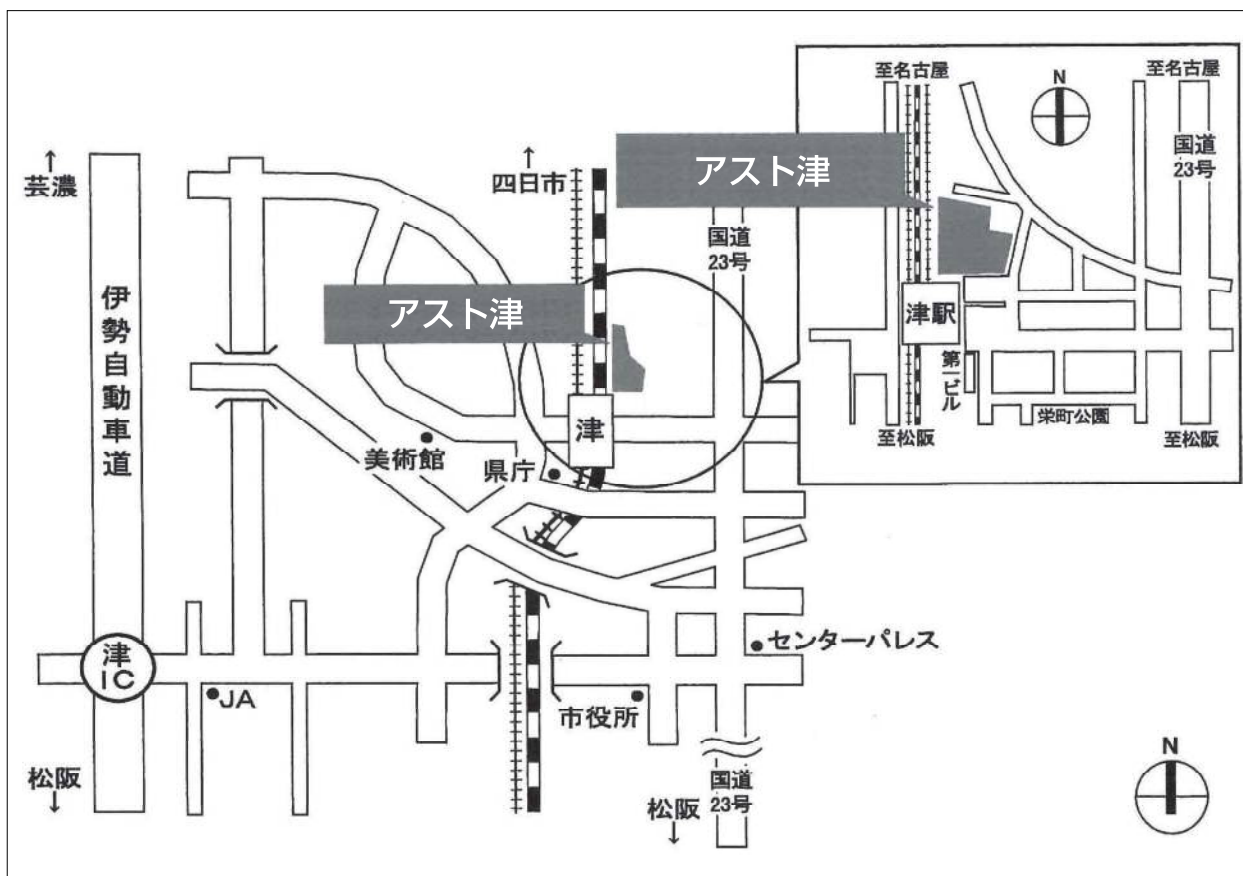 ↑
芸濃
伊勢自動車道
津
IC
松阪
↓
JA
↑
四日市
アスト津
国道
23号
美術館
県庁
津
センターパレス
市役所
国道
23号
松阪
↓
N
至名古屋
N
至名古屋
国道
23号
アスト津
津駅
第一ビル
栄町公園
至松阪
至松阪